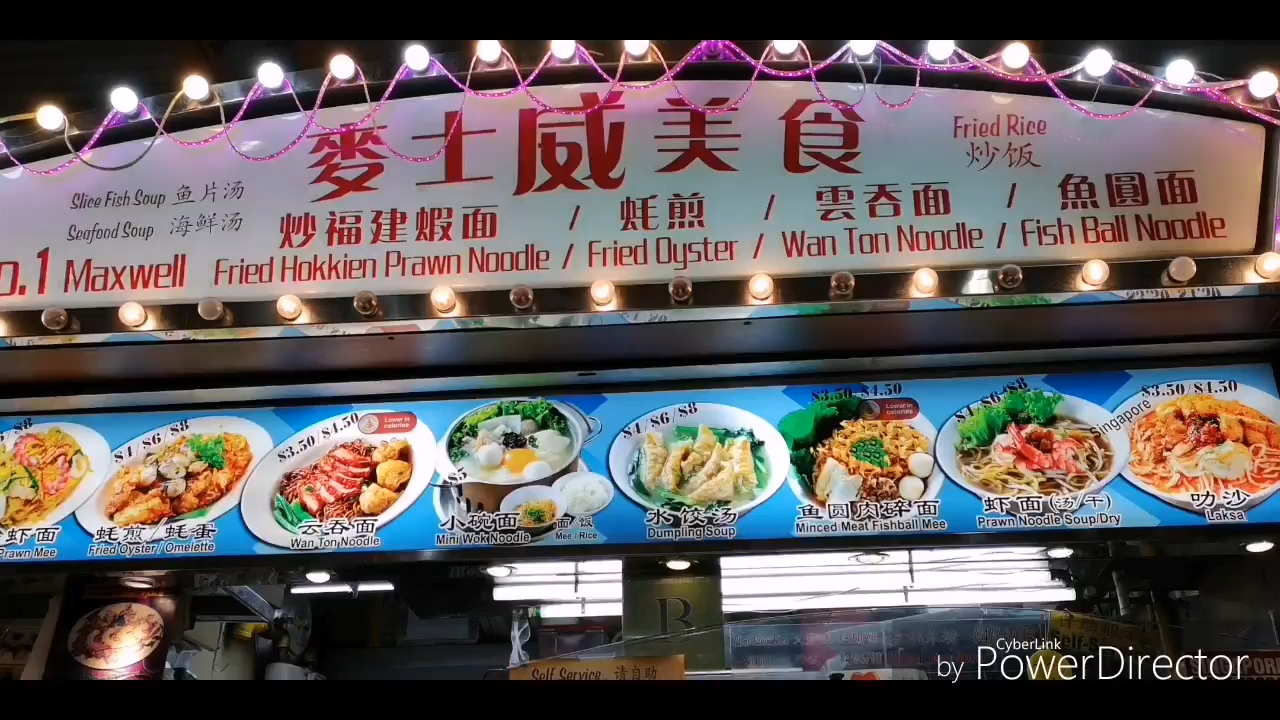 麥士威美食
Fried Rice
炒饭
Slice Fish Soup 鱼片汤
Seafood Soup 海鲜汤
炒福建蝦面 / 蚝煎 / 雲吞面 / 魚圓面
.1 Maxwell Fried Hokkien Prawn Noodle / Fried Oyster / Wan Ton Noodle / Fish Ball Noodle
$8
虾面
Prawn Mee
$4 / $6 / $8
蚝煎 / 蚝蛋
Fried Oyster / Omelette
$3.50 / $4.50
Lower in calories
云吞面
Wan Ton Noodle
$5
小碗面
Mini Wok Noodle
面 / 饭
Mee / Rice
$4 / $6 / $8
水饺汤
Dumpling Soup
$3.50 / $4.50
Lower in calories
鱼圆肉碎面
Minced Meat Fishball Mee
$4 / $6 / $8
虾面 (汤/干)
Prawn Noodle Soup/Dry
Singapore
$3.50 / $4.50
叻沙
Laksa
B
Self Service 请自助
by CyberLink PowerDirector